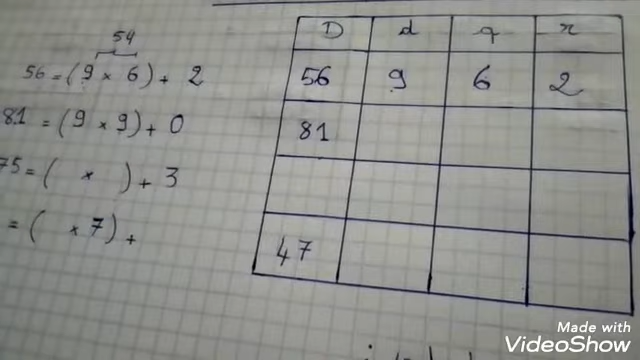 54
56 = (9 × 6) + 2
81 = (9 × 9) + 0
75 = (  ×  ) + 3
= (  × 7) +
D d q r
56 9 6 2
81
47
Made with
VideoShow